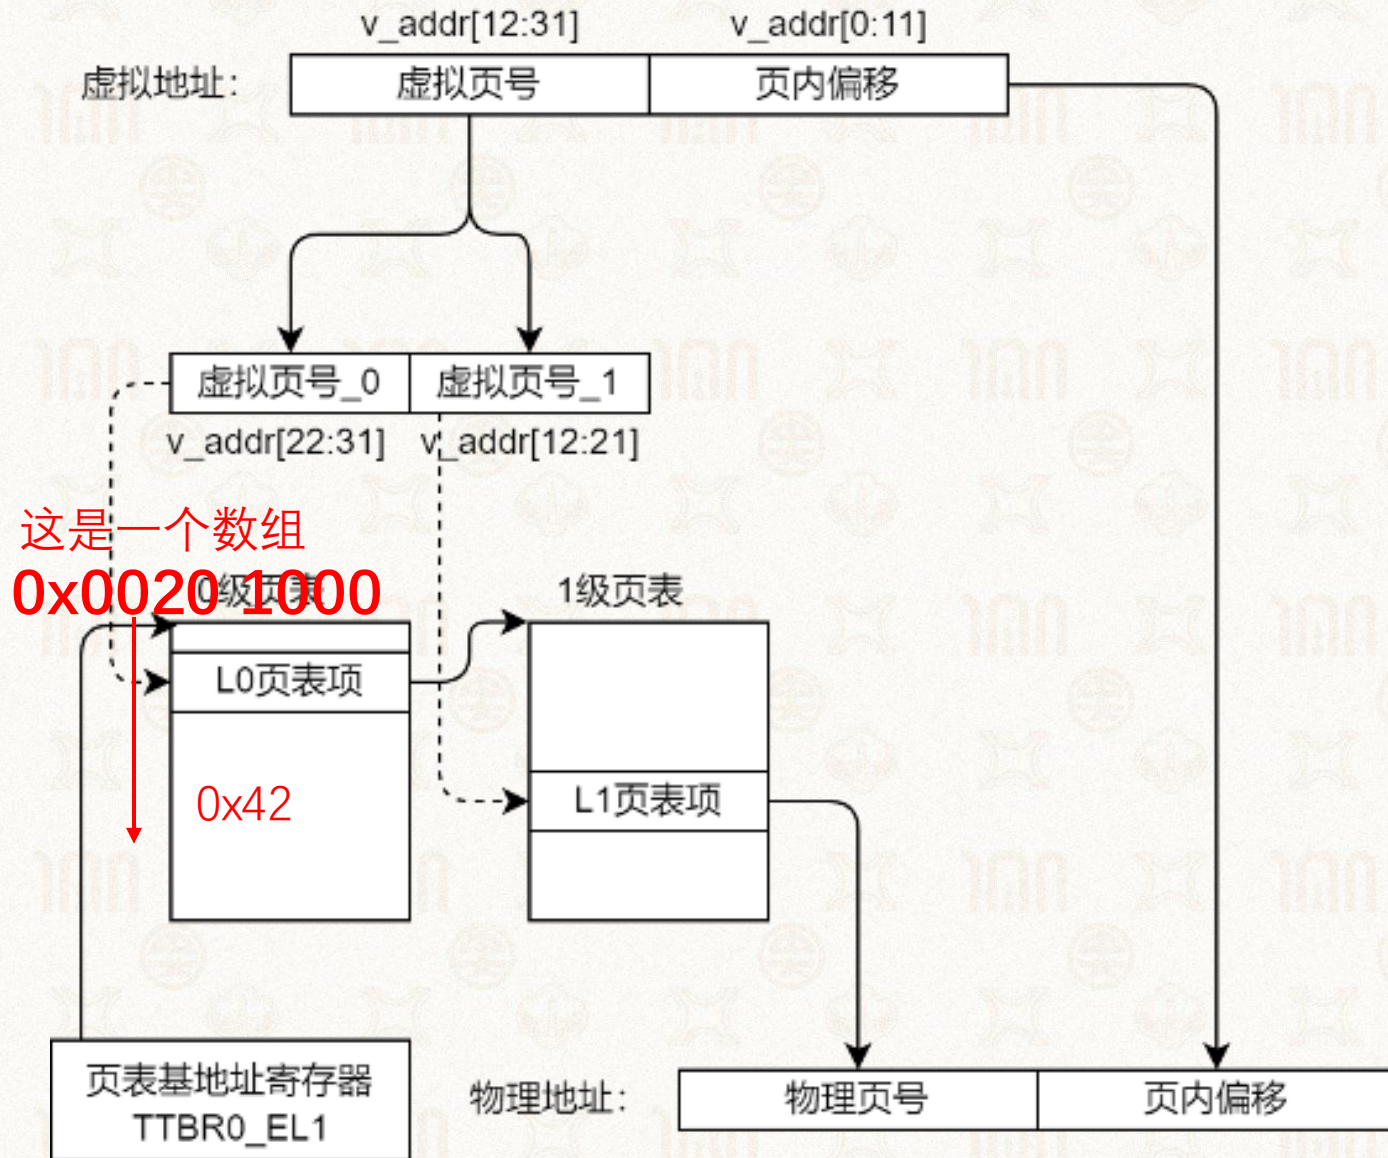 v_addr[12:31]
v_addr[0:11]
虚拟地址:
虚拟页号
页内偏移
虚拟页号_0
虚拟页号_1
v_addr[22:31]
v_addr[12:21]
这是一个数组
0x0020 1000
0级页表
1级页表
L0页表项
0x42
L1页表项
页表基地址寄存器
TTBR0_EL1
物理地址:
物理页号
页内偏移